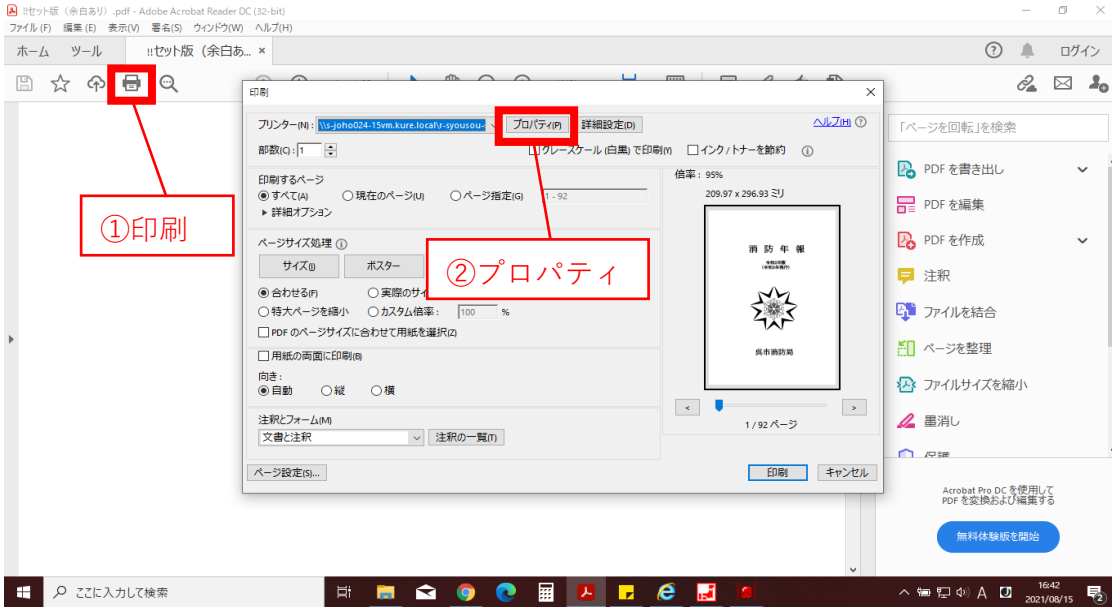 !!セット版（余白あり）.pdf - Adobe Acrobat Reader DC (32-bit)
ファイル(F) 編集(E) 表示(V) 署名(S) ウィンドウ(W) ヘルプ(H)
ホーム ツール !!セット版（余白あ... × ログイン
印刷
プリンター(N): \\s-joho024-15vm.kure.local\r-syousou- プロパティ(P) 詳細設定(D) ヘルプ(H)
部数(C): 1 グレースケール(白黒)で印刷(Y) インク/トナーを節約
印刷するページ
すべて(A) 現在のページ(U) ページ指定(G) 1 - 92
詳細オプション
ページサイズ処理
サイズ(I) ポスター
合わせる(F) 実際のサイ
特大ページを縮小 カスタム倍率: 100 %
PDF のページサイズに合わせて用紙を選択(Z)
用紙の両面に印刷(B)
向き:
自動 縦 横
注釈とフォーム(M)
文書と注釈 注釈の一覧(T)
ページ設定(S)... 印刷 キャンセル
倍率: 95%
209.97 x 296.93 ミリ
消防年報
令和2年版
呉市消防局
< >
1 / 92 ページ
①印刷
②プロパティ
「ページを回転」を検索
PDF を書き出し
PDF を編集
PDF を作成
注釈
ファイルを結合
ページを整理
ファイルサイズを縮小
墨消し
保護
Acrobat Pro DC を使用して
PDF を変換および編集する
無料体験版を開始
ここに入力して検索
A
16:42
2021/08/15
2